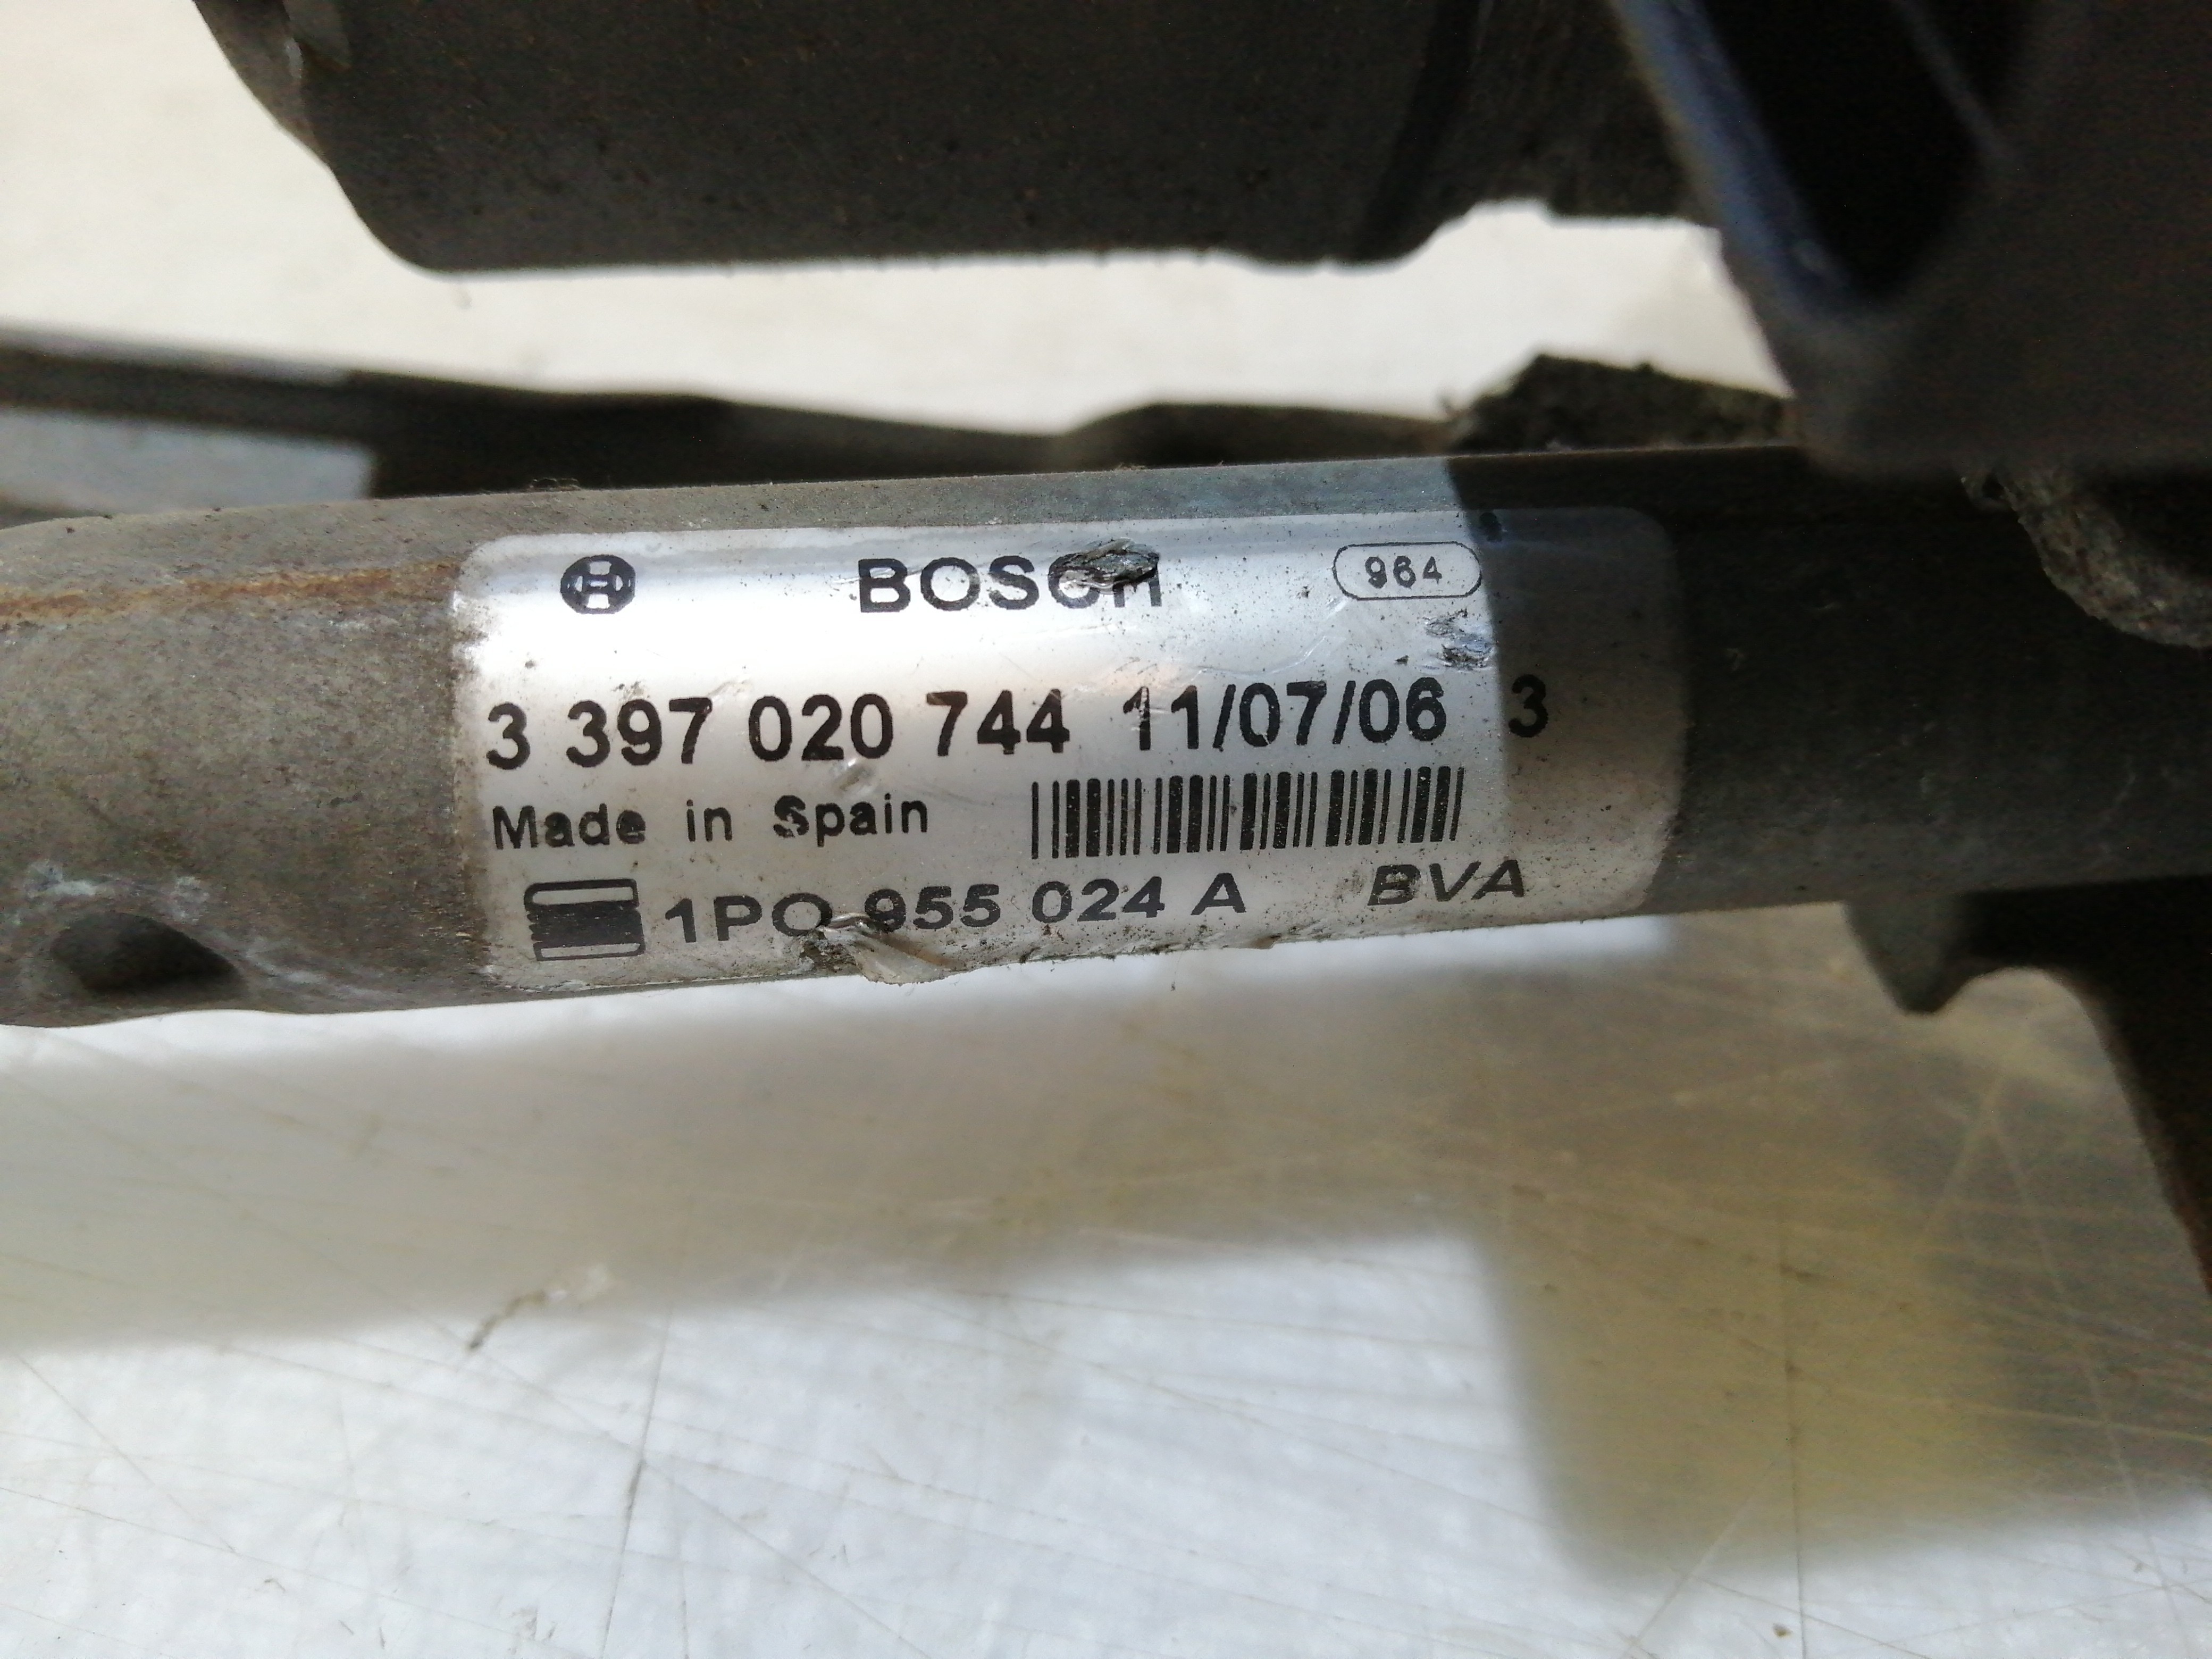 BOSCH 964
3 397 020 744 11/07/06 3
Made in Spain
1PO 955 024 A BVA